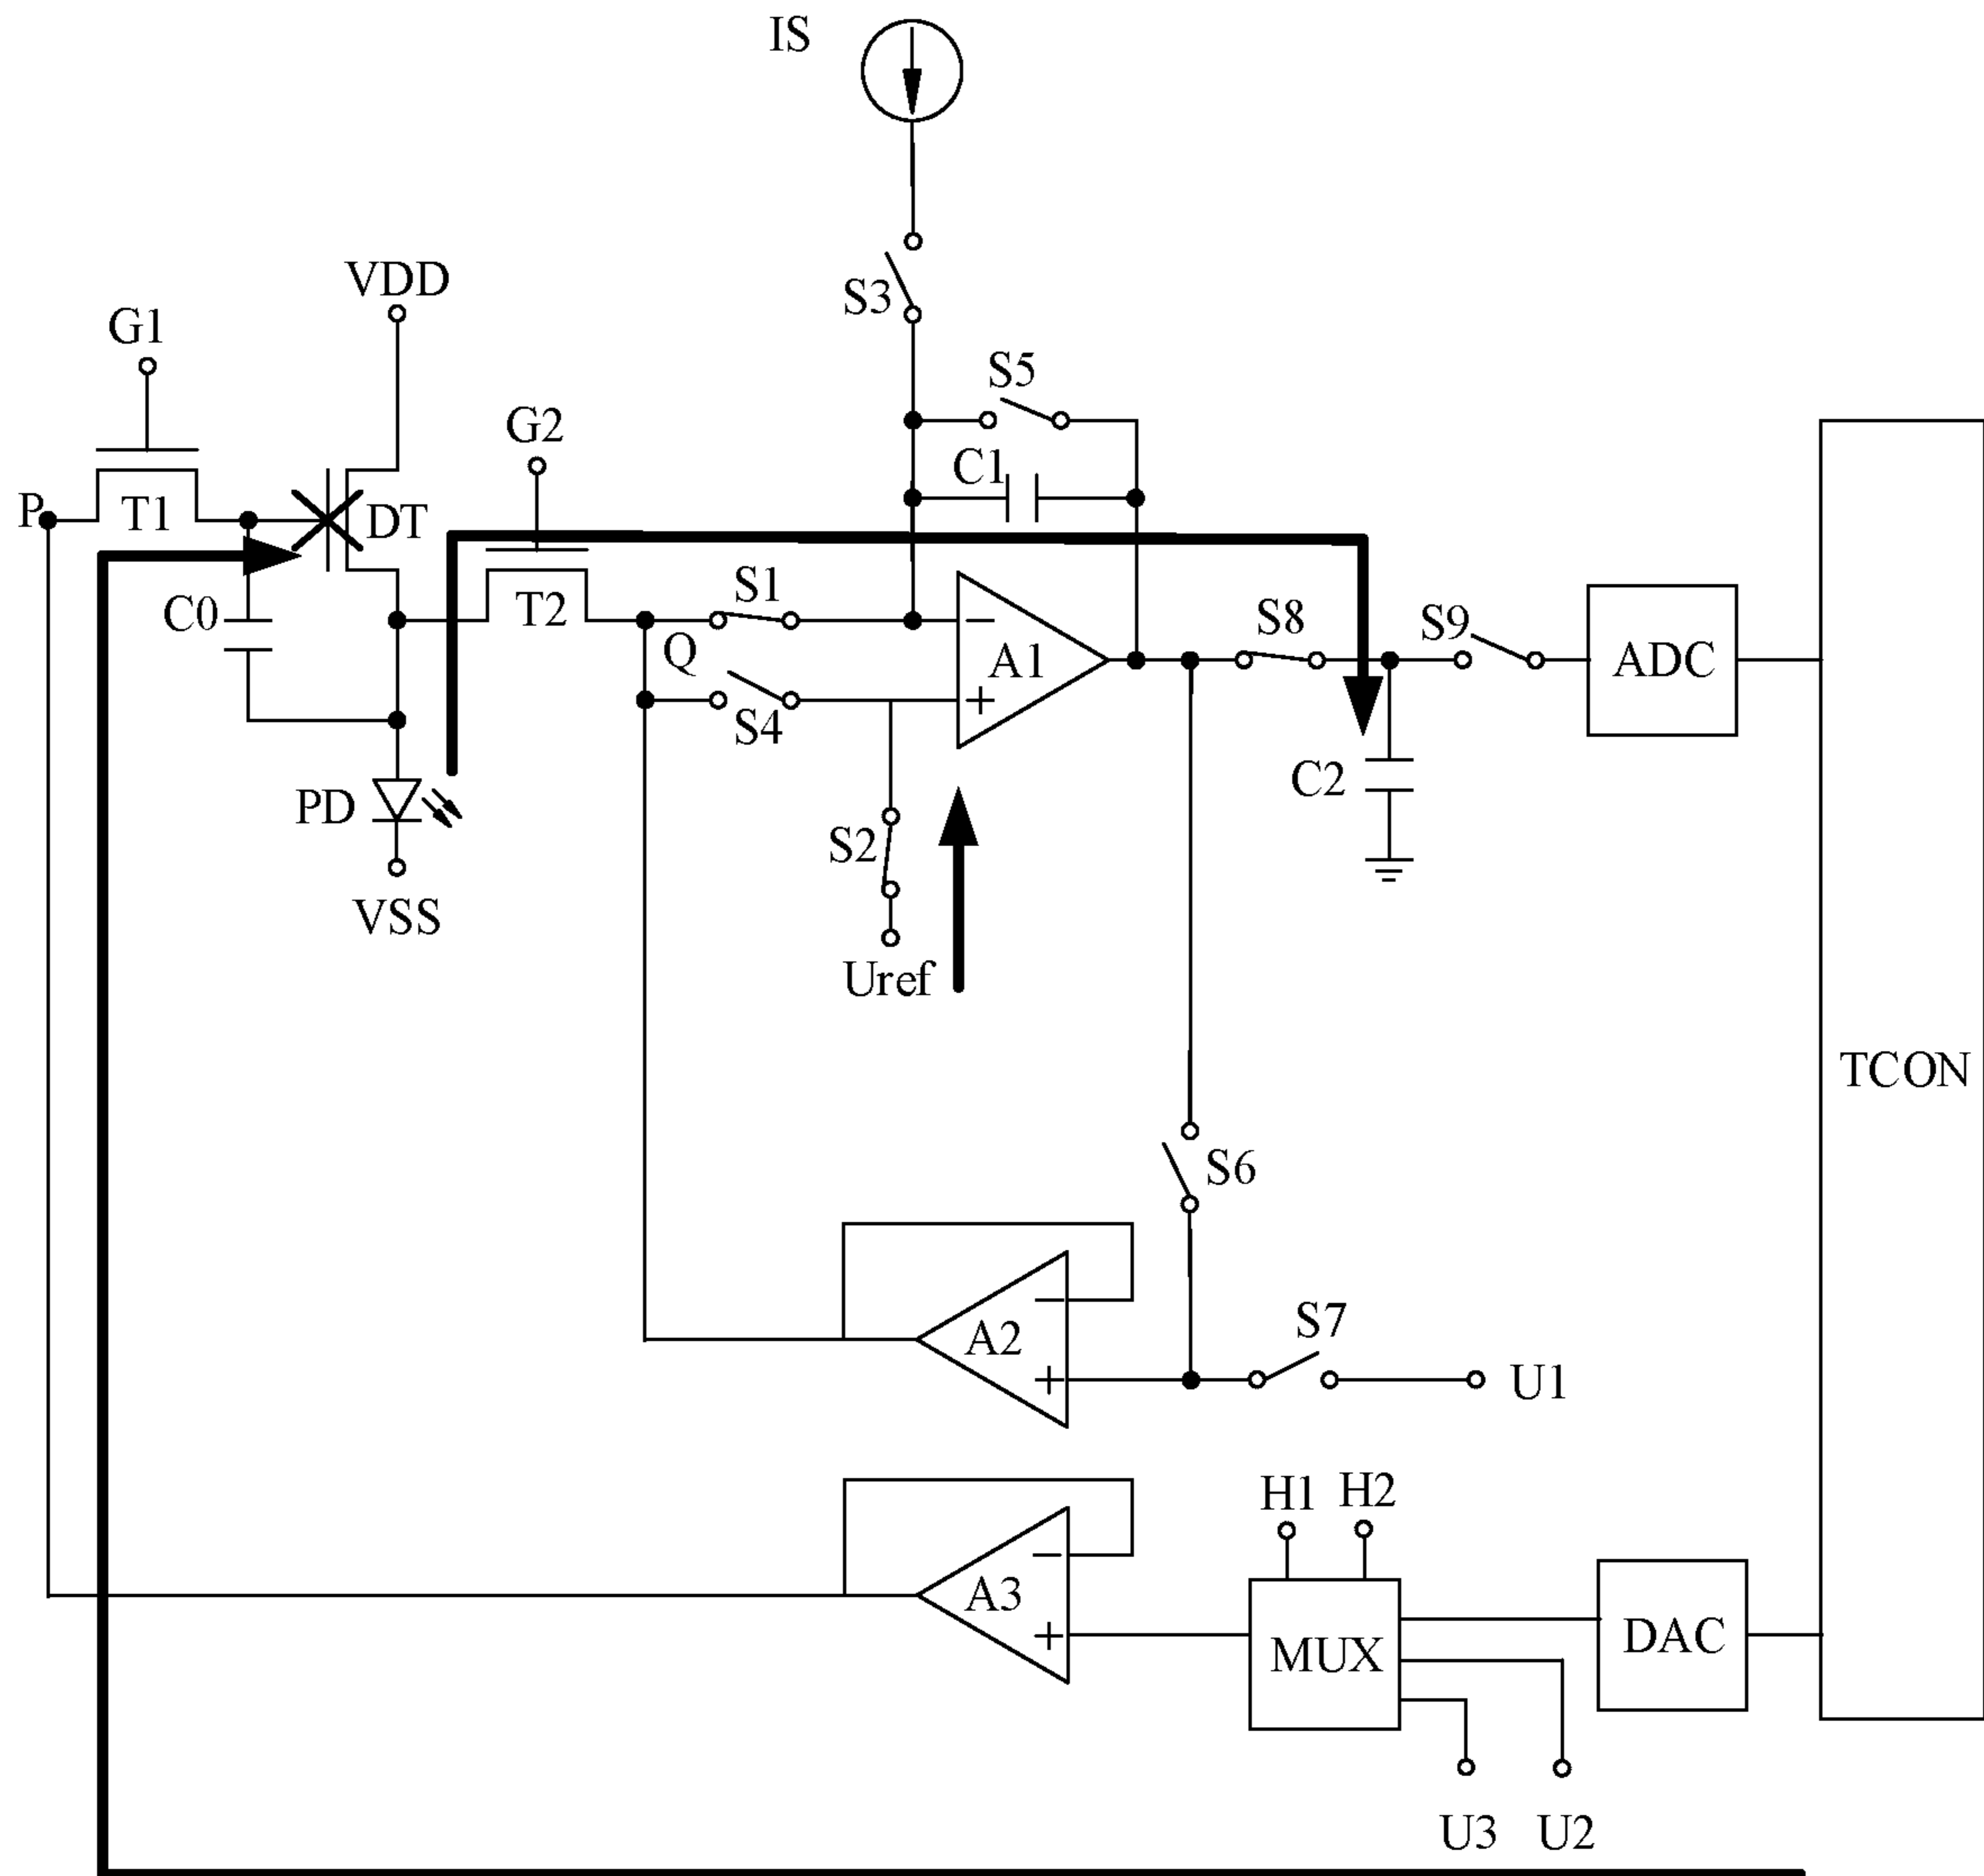 IS
S3
VDD
G1
S5
G2
C1
P
T1
DT
S1
T2
C0
S8
S9
Q
A1
−
+
ADC
S4
C2
PD
S2
VSS
Uref
TCON
S6
−
A2
+
S7
U1
H1
H2
−
A3
+
MUX
DAC
U3
U2